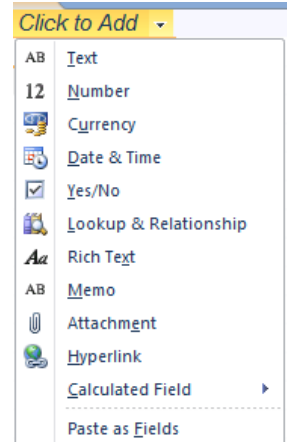 Click to Add
AB Text
12 Number
Currency
Date & Time
Yes/No
Lookup & Relationship
Aa Rich Text
AB Memo
Attachment
Hyperlink
Calculated Field
Paste as Fields